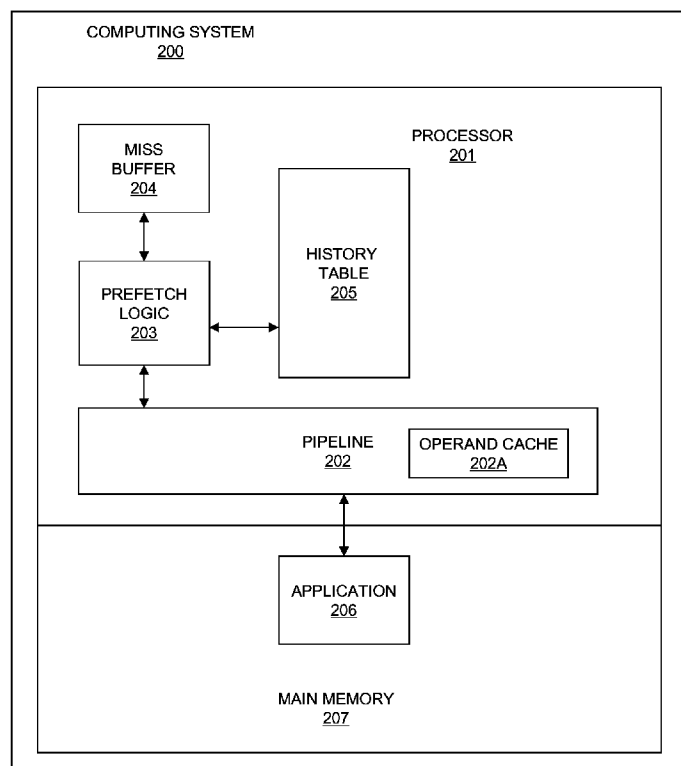 COMPUTING SYSTEM
200
PROCESSOR
201
MISS
BUFFER
204
HISTORY
TABLE
205
PREFETCH
LOGIC
203
PIPELINE
202
OPERAND CACHE
202A
APPLICATION
206
MAIN MEMORY
207